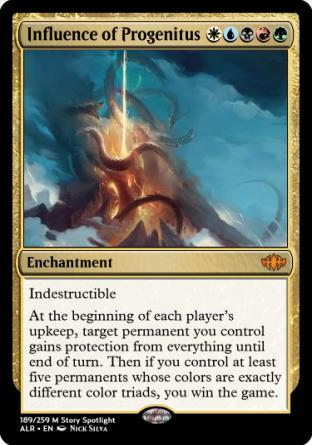 Influence of Progenitus
Enchantment
Indestructible
At the beginning of each player's
upkeep, target permanent you control
gains protection from everything until
end of turn. Then if you control at least
five permanents whose colors are exactly
different color triads, you win the game.
189/259 M Story Spotlight
ALR • EN NICK SILVA